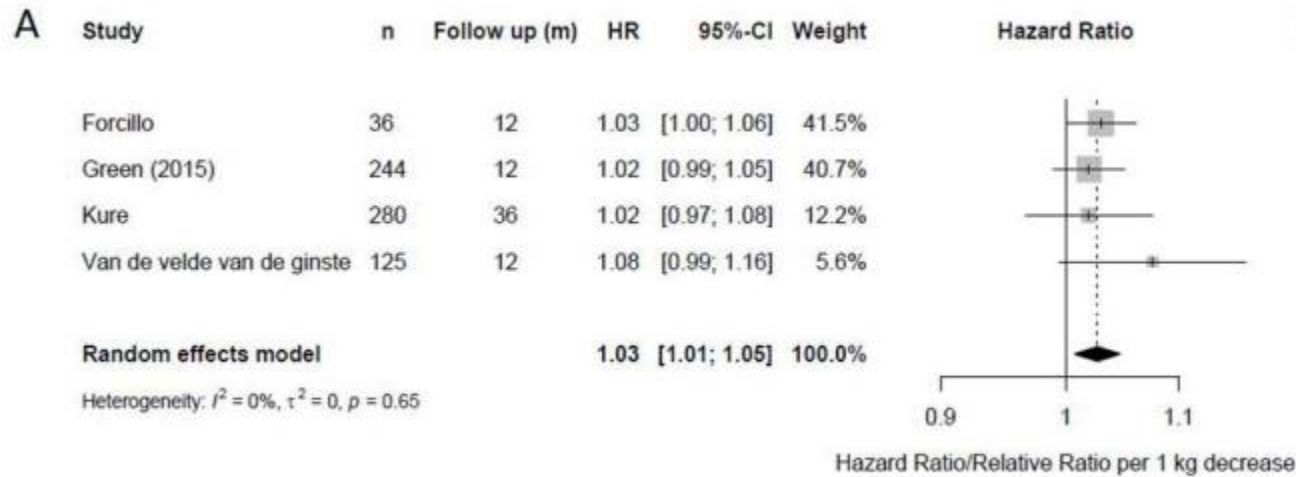 A
Study n Follow up (m) HR 95%-CI Weight Hazard Ratio
Forcillo 36 12 1.03 [1.00; 1.06] 41.5%
Green (2015) 244 12 1.02 [0.99; 1.05] 40.7%
Kure 280 36 1.02 [0.97; 1.08] 12.2%
Van de velde van de ginste 125 12 1.08 [0.99; 1.16] 5.6%
Random effects model 1.03 [1.01; 1.05] 100.0%
Heterogeneity: I² = 0%, τ² = 0, p = 0.65
0.9 1 1.1
Hazard Ratio/Relative Ratio per 1 kg decrease